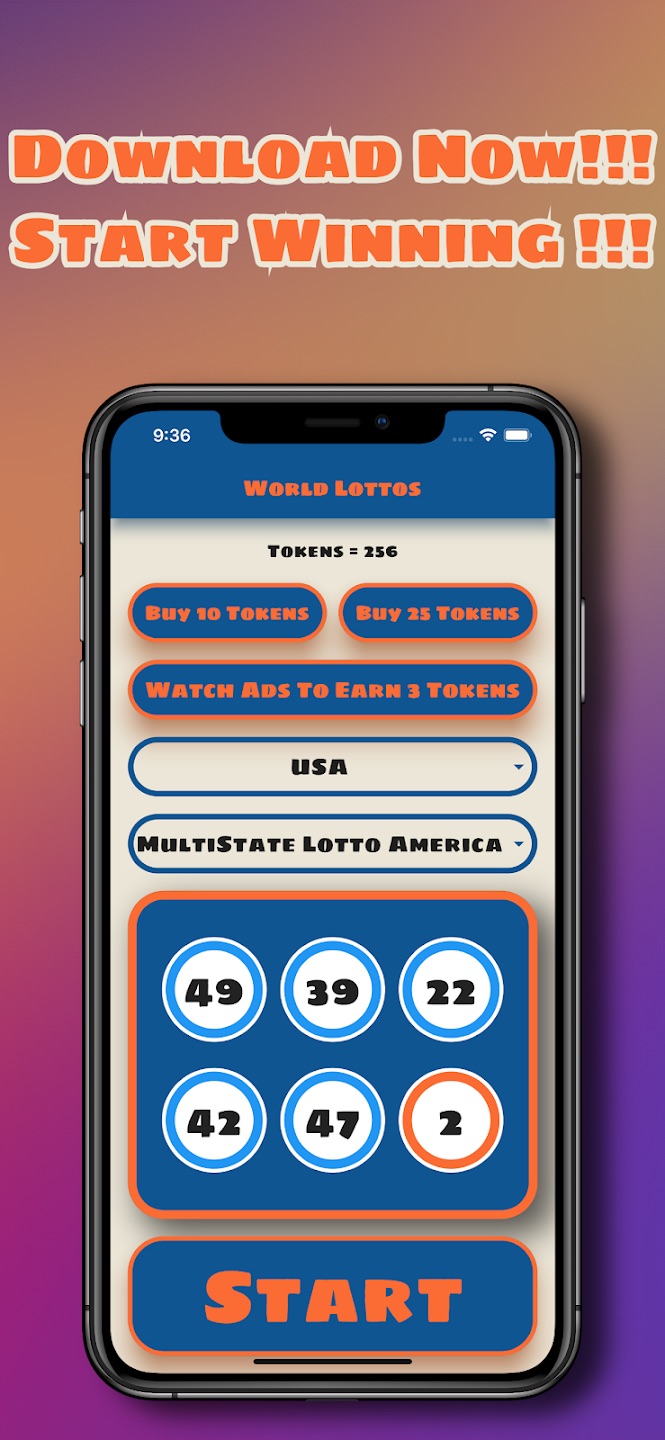 Download Now!!!
Start Winning !!!
9:36
World Lottos
Tokens = 256
Buy 10 Tokens
Buy 25 Tokens
Watch Ads To Earn 3 Tokens
USA
MultiState Lotto America
49 39 22
42 47 2
Start